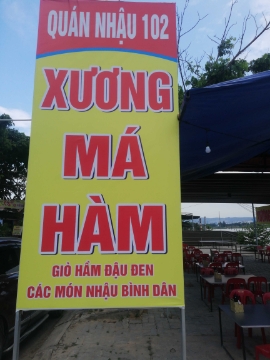 QUÁN NHẬU 102
XƯƠNG
MÁ
HÀM
GIÒ HẦM ĐẬU ĐEN
CÁC MÓN NHẬU BÌNH DÂN